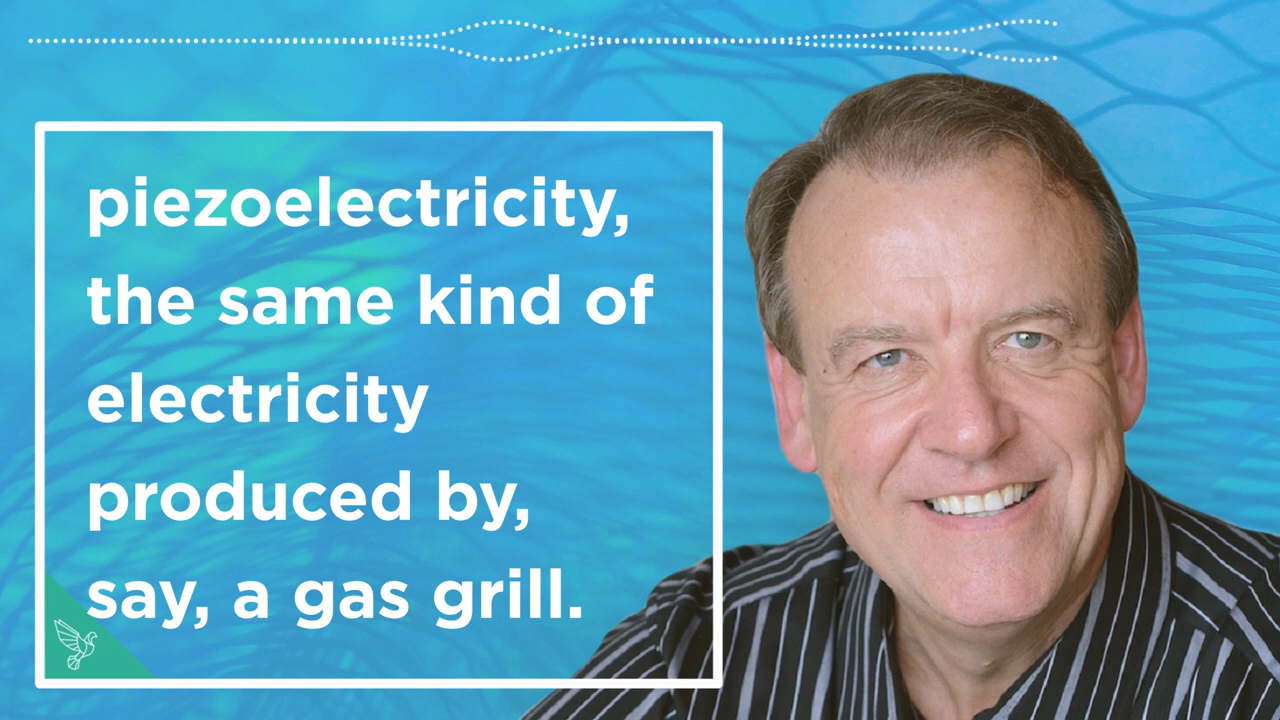 piezoelectricity,
the same kind of
electricity
produced by,
say, a gas grill.